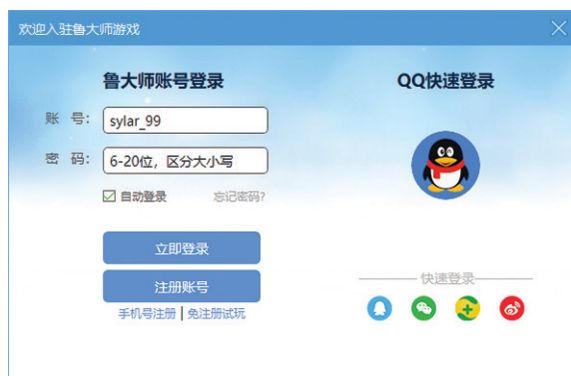 欢迎入驻鲁大师游戏
鲁大师账号登录
QQ快速登录
账 号: sylar_99
密 码: 6-20位，区分大小写
自动登录 忘记密码?
立即登录
注册账号
手机号注册 | 免注册试玩
快速登录